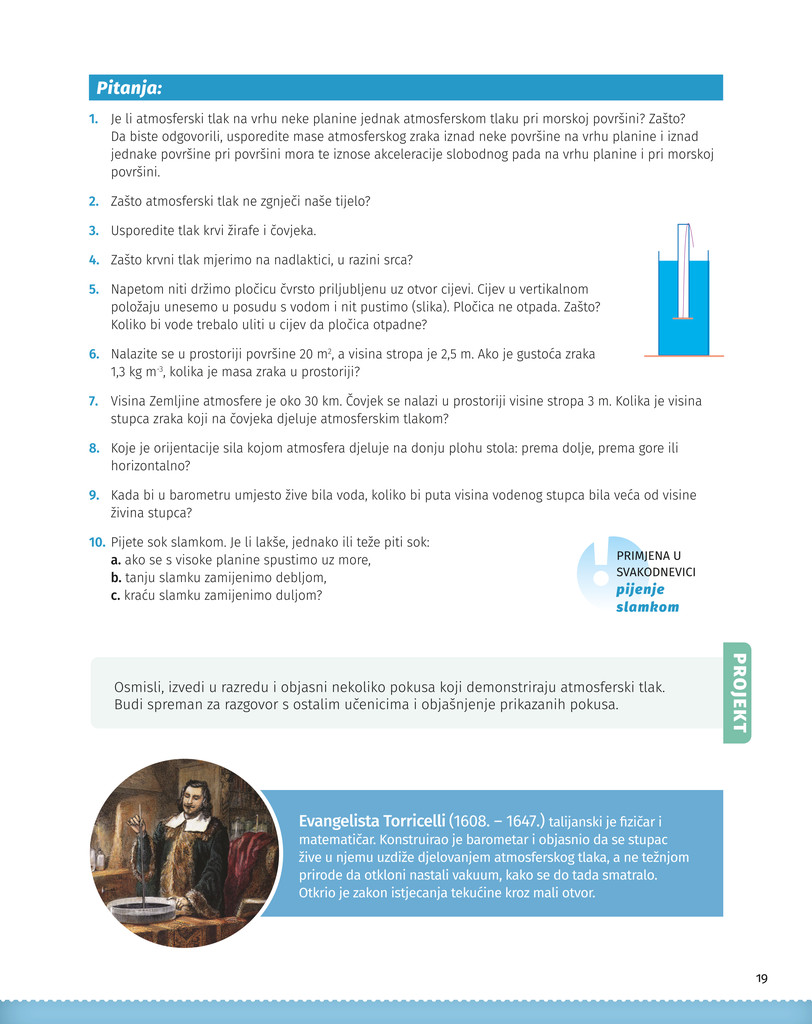 Pitanja:
1. Je li atmosferski tlak na vrhu neke planine jednak atmosferskom tlaku pri morskoj površini? Zašto?
Da biste odgovorili, usporedite mase atmosferskog zraka iznad neke površine na vrhu planine i iznad
jednake površine pri površini mora te iznose akceleracije slobodnog pada na vrhu planine i pri morskoj
površini.
2. Zašto atmosferski tlak ne zgnječi naše tijelo?
3. Usporedite tlak krvi žirafe i čovjeka.
4. Zašto krvni tlak mjerimo na nadlaktici, u razini srca?
5. Napetom niti držimo pločicu čvrsto priljubljenu uz otvor cijevi. Cijev u vertikalnom
položaju unesemo u posudu s vodom i nit pustimo (slika). Pločica ne otpada. Zašto?
Koliko bi vode trebalo uliti u cijev da pločica otpadne?
6. Nalazite se u prostoriji površine 20 m², a visina stropa je 2,5 m. Ako je gustoća zraka
1,3 kg m⁻³, kolika je masa zraka u prostoriji?
7. Visina Zemljine atmosfere je oko 30 km. Čovjek se nalazi u prostoriji visine stropa 3 m. Kolika je visina
stupca zraka koji na čovjeka djeluje atmosferskim tlakom?
8. Koje je orijentacije sila kojom atmosfera djeluje na donju plohu stola: prema dolje, prema gore ili
horizontalno?
9. Kada bi u barometru umjesto žive bila voda, koliko bi puta visina vodenog stupca bila veća od visine
živina stupca?
10. Pijete sok slamkom. Je li lakše, jednako ili teže piti sok:
a. ako se s visoke planine spustimo uz more,
b. tanju slamku zamijenimo debljom,
c. kraću slamku zamijenimo duljom?
PRIMJENA U
SVAKODNEVICI
pijenje
slamkom
PROJEKT
Osmisli, izvedi u razredu i objasni nekoliko pokusa koji demonstriraju atmosferski tlak.
Budi spreman za razgovor s ostalim učenicima i objašnjenje prikazanih pokusa.
Evangelista Torricelli (1608. – 1647.) talijanski je fizičar i
matematičar. Konstruirao je barometar i objasnio da se stupac
žive u njemu uzdiže djelovanjem atmosferskog tlaka, a ne težnjom
prirode da otkloni nastali vakuum, kako se do tada smatralo.
Otkrio je zakon istjecanja tekućine kroz mali otvor.
19